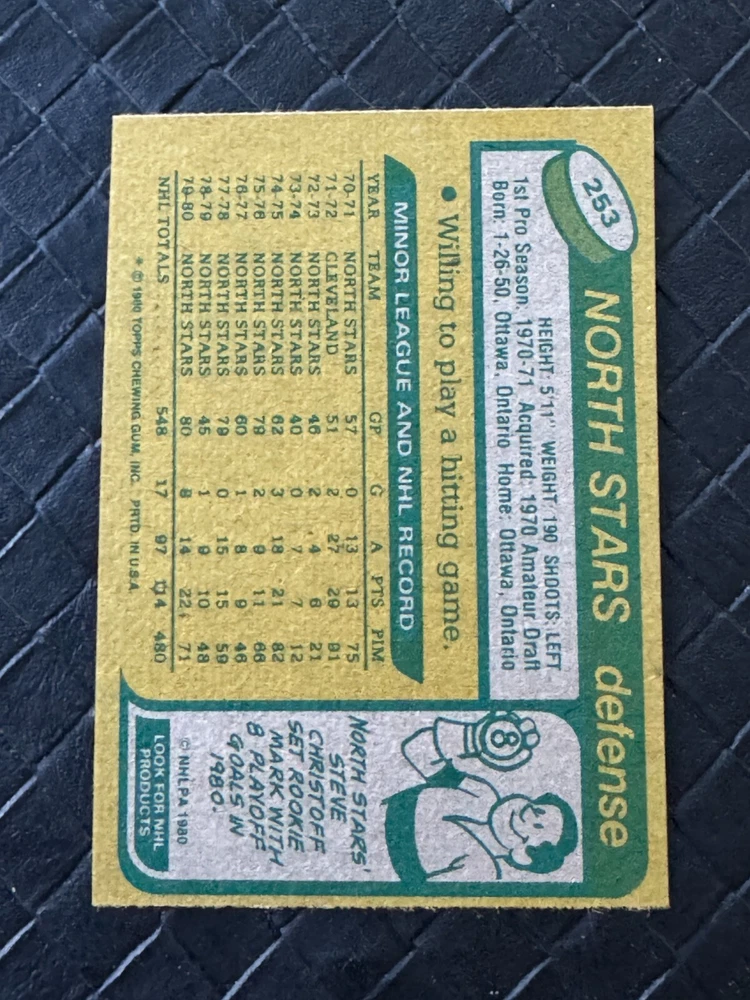 253
NORTH STARS defense
HEIGHT: 5'11" WEIGHT: 190 SHOOTS: LEFT
1st Pro Season: 1970-71 Acquired: 1970 Amateur Draft
Born: 1-26-50, Ottawa, Ontario Home: Ottawa, Ontario
● Willing to play a hitting game.
MINOR LEAGUE AND NHL RECORD
YEAR TEAM GP G A PTS PIM
70-71 NORTH STARS 57 0 13 13 75
71-72 CLEVELAND 51 2 27 29 91
72-73 NORTH STARS 46 2 4 6 21
73-74 NORTH STARS 40 0 7 7 12
74-75 NORTH STARS 62 3 18 21 82
75-76 NORTH STARS 79 2 9 11 66
76-77 NORTH STARS 60 1 8 9 46
77-78 NORTH STARS 79 0 15 15 59
78-79 NORTH STARS 45 1 9 10 48
79-80 NORTH STARS 80 8 14 22 71
NHL TOTALS 548 17 97 114 480
* © 1980 TOPPS CHEWING GUM, INC. PRTD. IN U.S.A.
8
NORTH STARS'
STEVE
CHRISTOFF
SET ROOKIE
MARK WITH
8 PLAYOFF
GOALS IN
1980.
© NHLPA 1980
LOOK FOR NHL
PRODUCTS